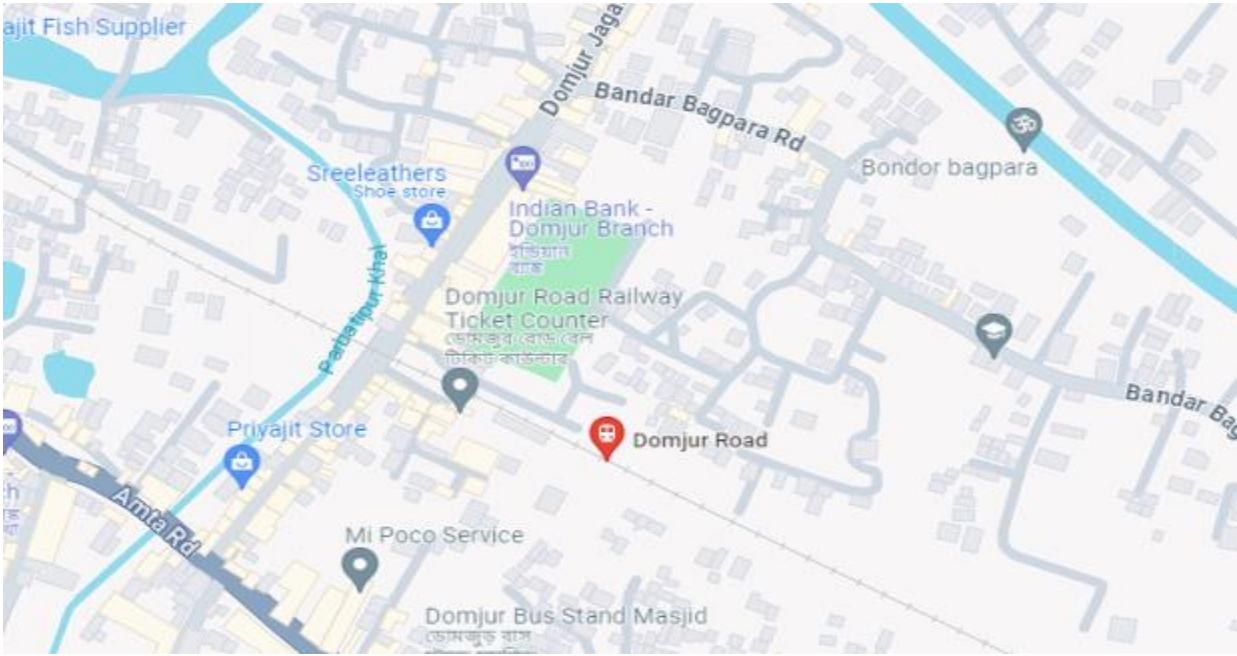 ajit Fish Supplier
Domjur Jaga
Bandar Bagpara Rd
Bondor bagpara
Sreeleathers
Shoe store
Indian Bank -
Domjur Branch
ইন্ডিয়ান
ব্যাঙ্ক
Parbatipur Khal
Domjur Road Railway
Ticket Counter
ডোমজুর রোড রেল
টিকিট কাউন্টার
Bandar Bag
Priyajit Store
Domjur Road
Amta Rd
Mi Poco Service
Domjur Bus Stand Masjid
ডোমজুড় বাস